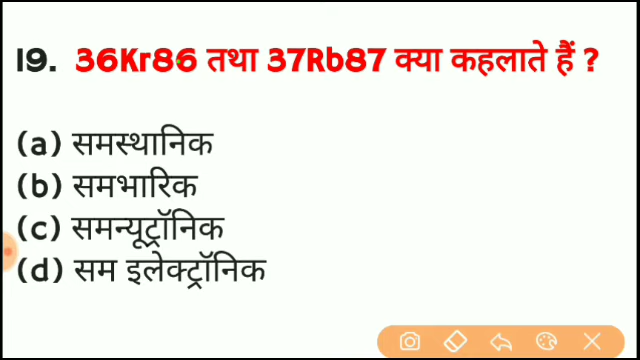 19. 36Kr86 तथा 37Rb87 क्या कहलाते हैं ?
(a) समस्थानिक
(b) समभारिक
(c) समन्यूट्रॉनिक
(d) सम इलेक्ट्रॉनिक